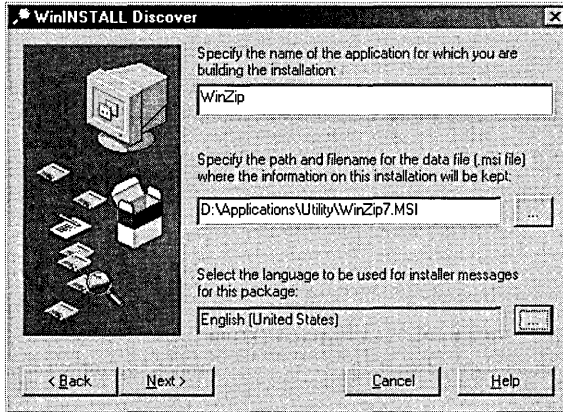 WinINSTALL Discover
Specify the name of the application for which you are
building the installation:
WinZip
Specify the path and filename for the data file (.msi file)
where the information on this installation will be kept:
D:\Applications\Utility\WinZip7.MSI
...
Select the language to be used for installer messages
for this package:
English (United States)
...
< Back
Next >
Cancel
Help